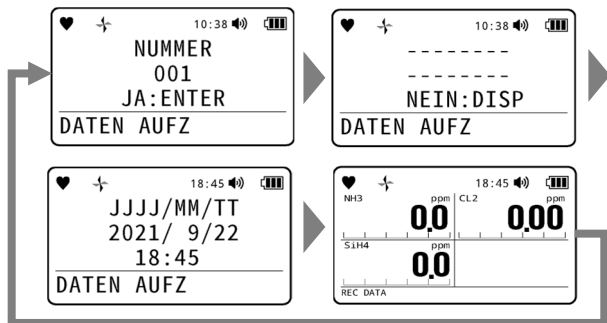 10:38
NUMMER
001
JA:ENTER
DATEN AUFZ
10:38
--------
--------
NEIN:DISP
DATEN AUFZ
18:45
JJJJ/MM/TT
2021/ 9/22
18:45
DATEN AUFZ
18:45
NH3 ppm CL2 ppm
0.0 0.00
SiH4 ppm
0.0
REC DATA